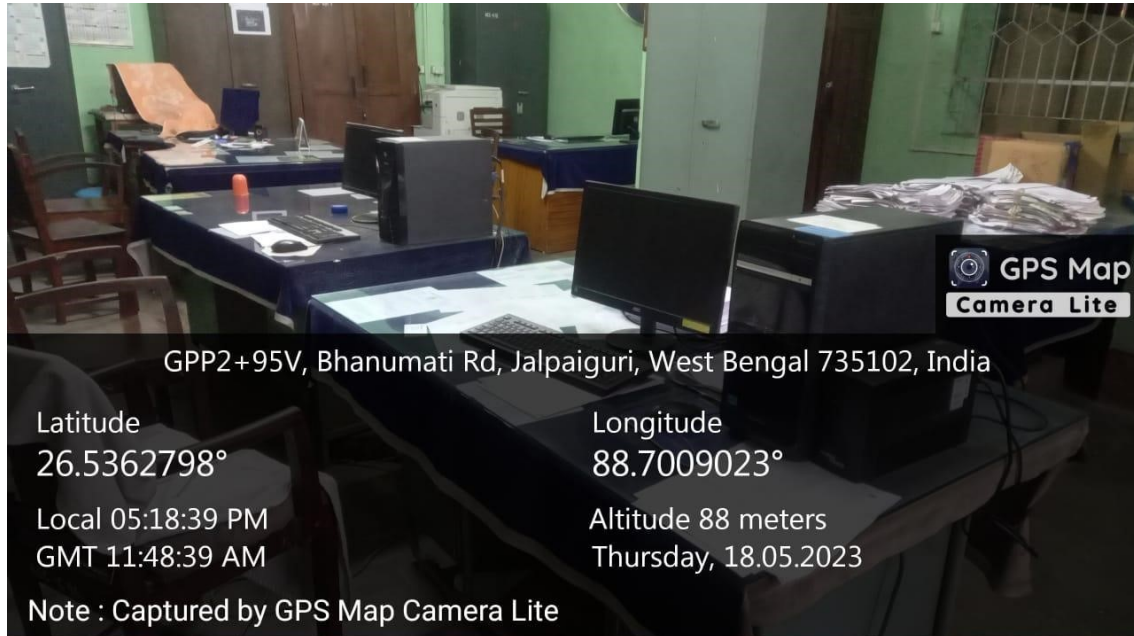 GPS Map
Camera Lite
GPP2+95V, Bhanumati Rd, Jalpaiguri, West Bengal 735102, India
Latitude
26.5362798°
Longitude
88.7009023°
Local 05:18:39 PM
GMT 11:48:39 AM
Altitude 88 meters
Thursday, 18.05.2023
Note : Captured by GPS Map Camera Lite